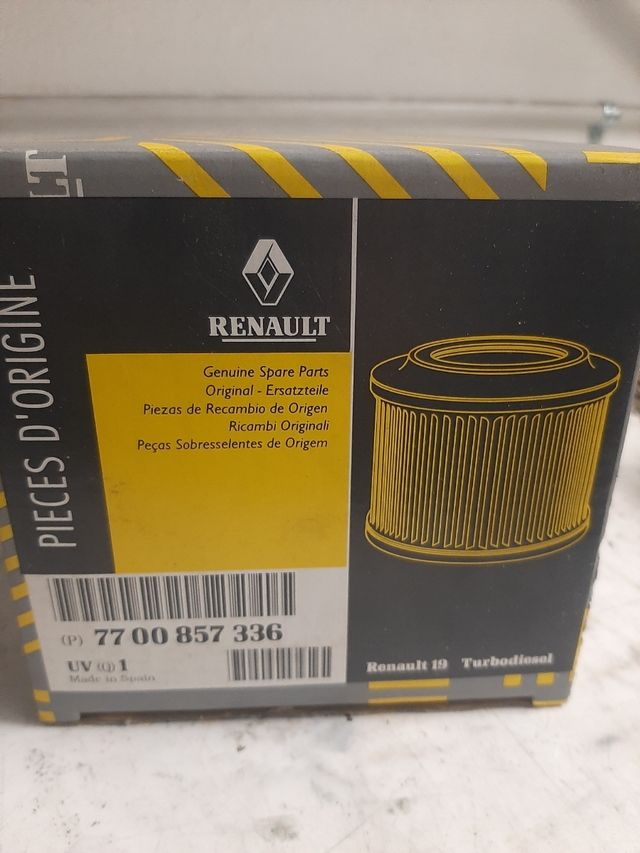 LT
PIECES D'ORIGINE
RENAULT
Genuine Spare Parts
Original - Ersatzteile
Piezas de Recambio de Origen
Ricambi Originali
Peças Sobresselentes de Origem
(P) 77 00 857 336
UV (Q) 1
Made in Spain
Renault 19 Turbodiesel